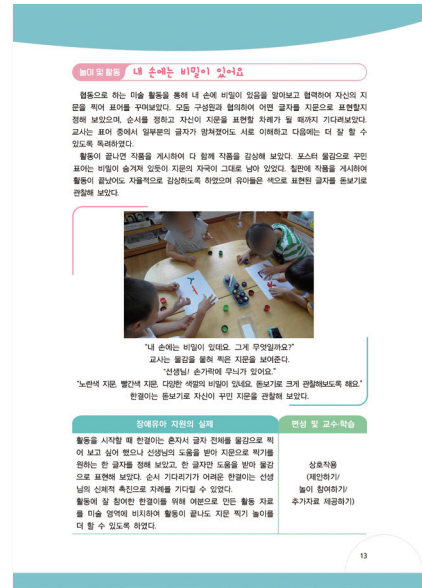 놀이 및 활동 내 손에는 비밀이 있어요
협동으로 하는 미술 활동을 통해 내 손에 비밀이 있음을 알아보고 협력하여 자신의 지
문을 찍어 표어를 꾸며보았다. 모둠 구성원과 협의하여 어떤 글자를 지문으로 표현할지
정해 보았으며, 순서를 정하고 자신이 지문을 표현할 차례가 될 때까지 기다려보았다.
교사는 표어 중에서 일부분의 글자가 망쳐졌어도 서로 이해하고 다음에는 더 잘 할 수
있도록 독려하였다.
활동이 끝나면 작품을 게시하여 다 함께 작품을 감상해 보았다. 포스터 물감으로 꾸민
표어는 비밀이 숨겨져 있듯이 지문의 자국이 그대로 남아 있었다. 칠판에 작품을 게시하여
활동이 끝났어도 자율적으로 감상하도록 하였으며 유아들은 색으로 표현된 글자를 돋보기로
관찰해 보았다.
"내 손에는 비밀이 있데요. 그게 무엇일까요?"
교사는 물감을 묻혀 찍은 지문을 보여준다.
"선생님! 손가락에 무늬가 있어요."
"노란색 지문, 빨간색 지문, 다양한 색깔의 비밀이 있네요. 돋보기로 크게 관찰해보도록 해요."
한결이는 돋보기로 자신이 꾸민 지문을 관찰해 보았다.
장애유아 지원의 실제
편성 및 교수·학습
활동을 시작할 때 한결이는 혼자서 글자 전체를 물감으로 찍
어 보고 싶어 했으나 선생님의 도움을 받아 지문으로 찍기를
원하는 한 글자를 정해 보았고, 한 글자만 도움을 받아 물감
으로 표현해 보았다. 순서 기다리기가 어려운 한결이는 선생
님의 신체적 촉진으로 차례를 기다릴 수 있었다.
활동에 잘 참여한 한결이를 위해 여분으로 만든 활동 자료
를 미술 영역에 비치하여 활동이 끝나도 지문 찍기 놀이를
더 할 수 있도록 하였다.
상호작용
(제안하기/
놀이 참여하기/
추가자료 제공하기)
13